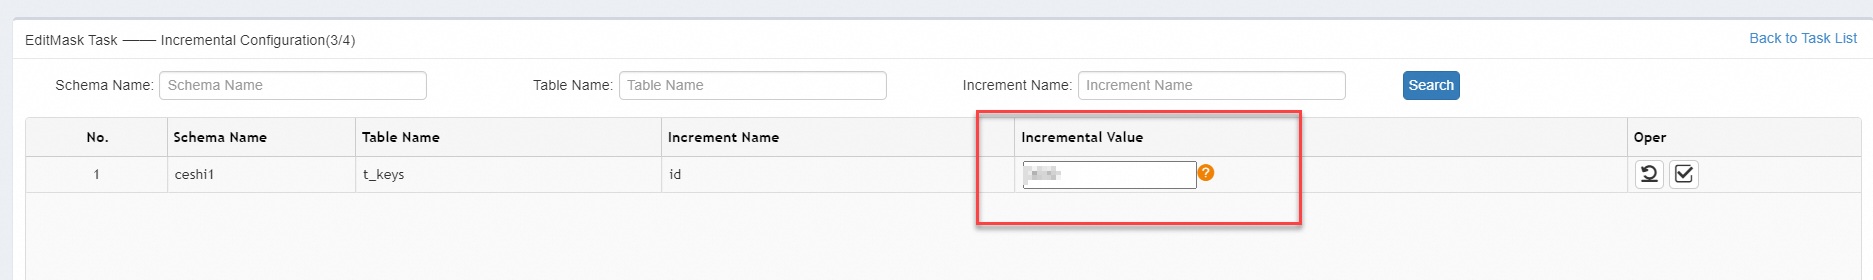 EditMask Task —— Incremental Configuration(3/4)
Back to Task List
Schema Name: Schema Name Table Name: Table Name Increment Name: Increment Name Search
No. Schema Name Table Name Increment Name Incremental Value Oper
1 ceshi1 t_keys id ?